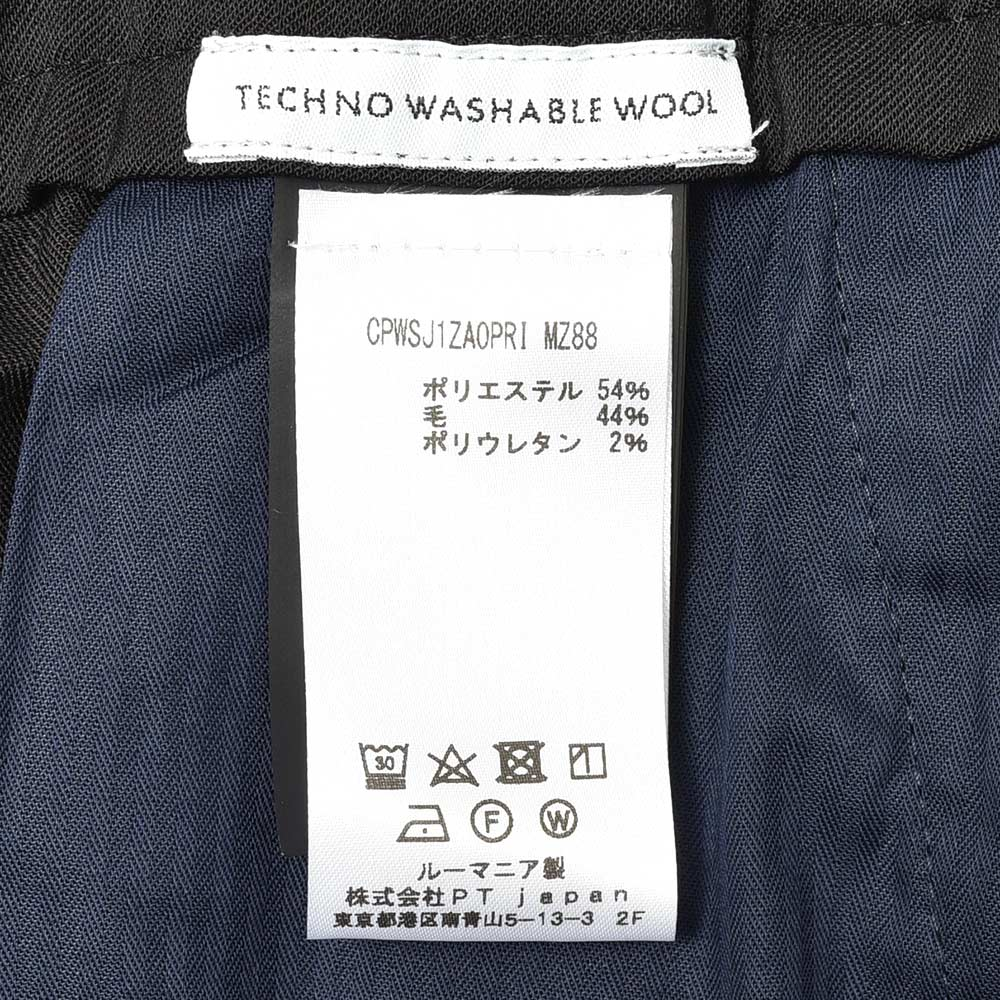 TECHNO WASHABLE WOOL
CPWSJ1ZA0PRI MZ88
ポリエステル 54%
毛 44%
ポリウレタン 2%
30
F W
ルーマニア製
株式会社PT japan
東京都港区南青山5-13-3 2F